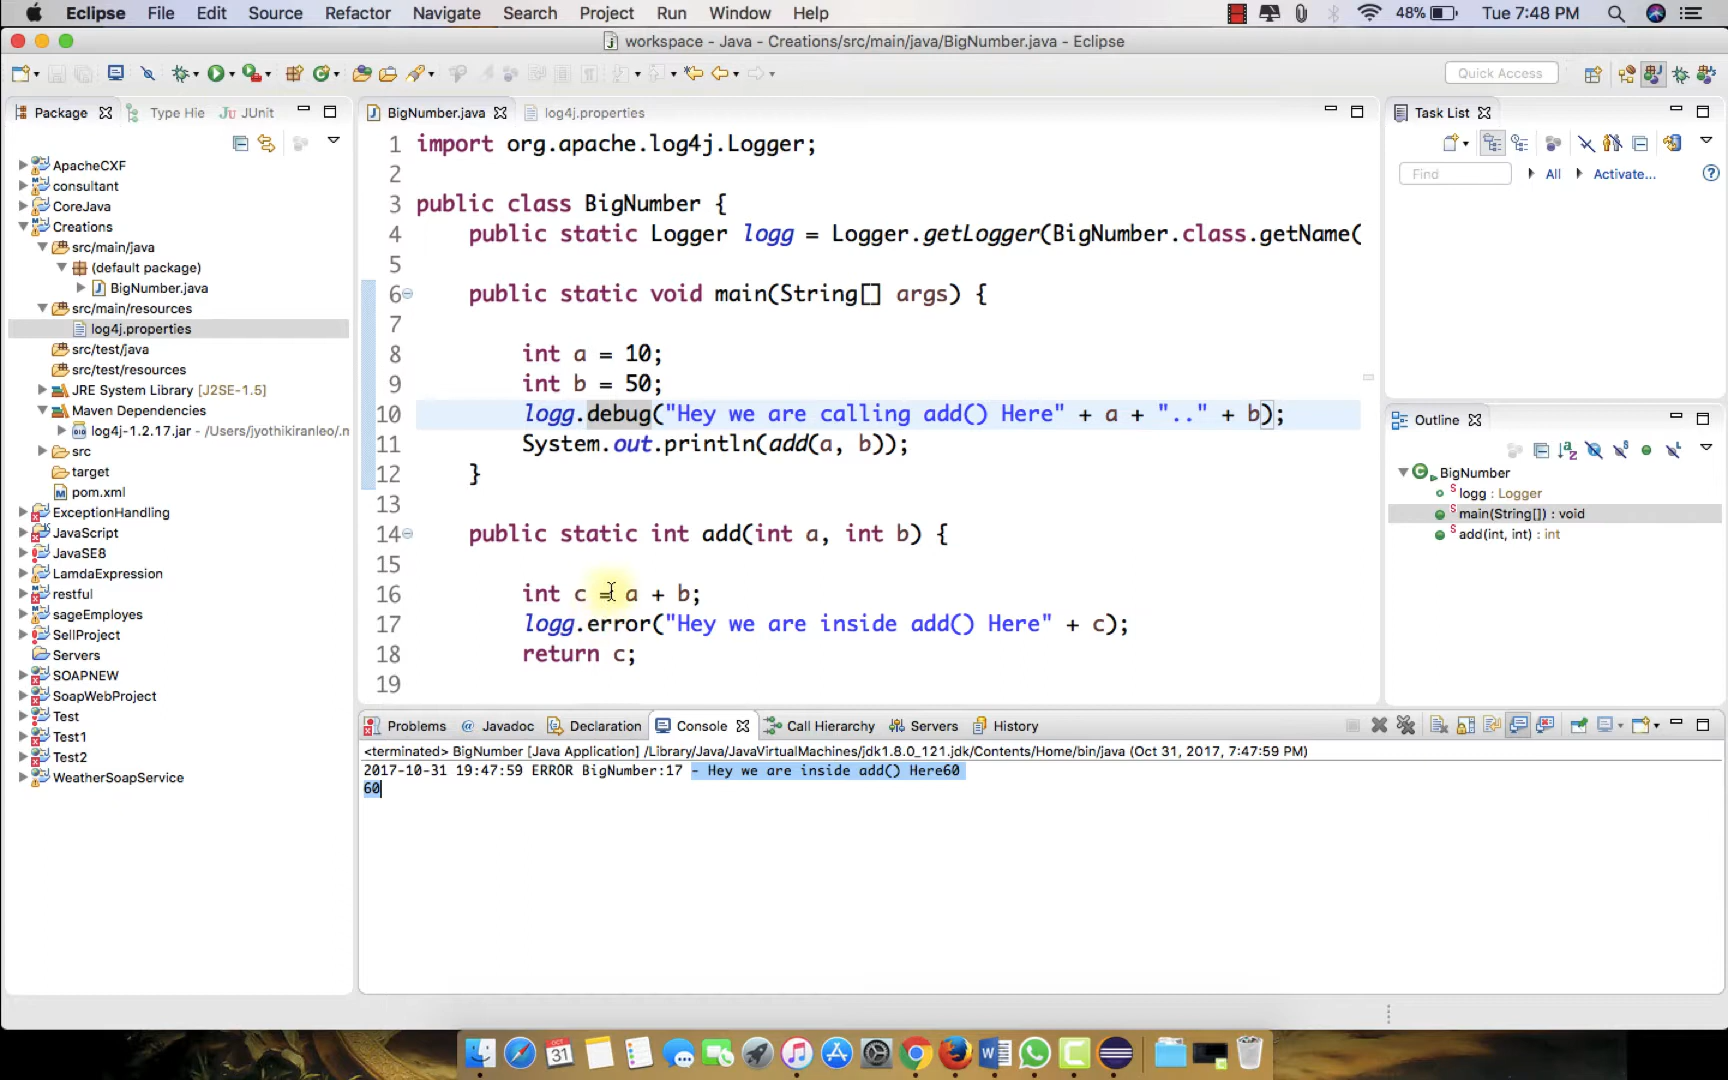 Eclipse File Edit Source Refactor Navigate Search Project Run Window Help 48% Tue 7:48 PM
workspace - Java - Creations/src/main/java/BigNumber.java - Eclipse
Quick Access
Package Type Hie JUnit
ApacheCXF
consultant
CoreJava
Creations
src/main/java
(default package)
BigNumber.java
src/main/resources
log4j.properties
src/test/java
src/test/resources
JRE System Library [J2SE-1.5]
Maven Dependencies
log4j-1.2.17.jar - /Users/jyothikiranleo/.m
src
target
pom.xml
ExceptionHandling
JavaScript
JavaSE8
LamdaExpression
restful
sageEmployes
SellProject
Servers
SOAPNEW
SoapWebProject
Test
Test1
Test2
WeatherSoapService
BigNumber.java log4j.properties
1 import org.apache.log4j.Logger;
2
3 public class BigNumber {
4 public static Logger logg = Logger.getLogger(BigNumber.class.getName(
5
6 public static void main(String[] args) {
7
8 int a = 10;
9 int b = 50;
10 logg.debug("Hey we are calling add() Here" + a + ".." + b);
11 System.out.println(add(a, b));
12 }
13
14 public static int add(int a, int b) {
15
16 int c = a + b;
17 logg.error("Hey we are inside add() Here" + c);
18 return c;
19
Task List
Find All Activate...
Outline
BigNumber
logg : Logger
main(String[]) : void
add(int, int) : int
Problems @ Javadoc Declaration Console Call Hierarchy Servers History
<terminated> BigNumber [Java Application] /Library/Java/JavaVirtualMachines/jdk1.8.0_121.jdk/Contents/Home/bin/java (Oct 31, 2017, 7:47:59 PM)
2017-10-31 19:47:59 ERROR BigNumber:17 - Hey we are inside add() Here60
60
OCT
31